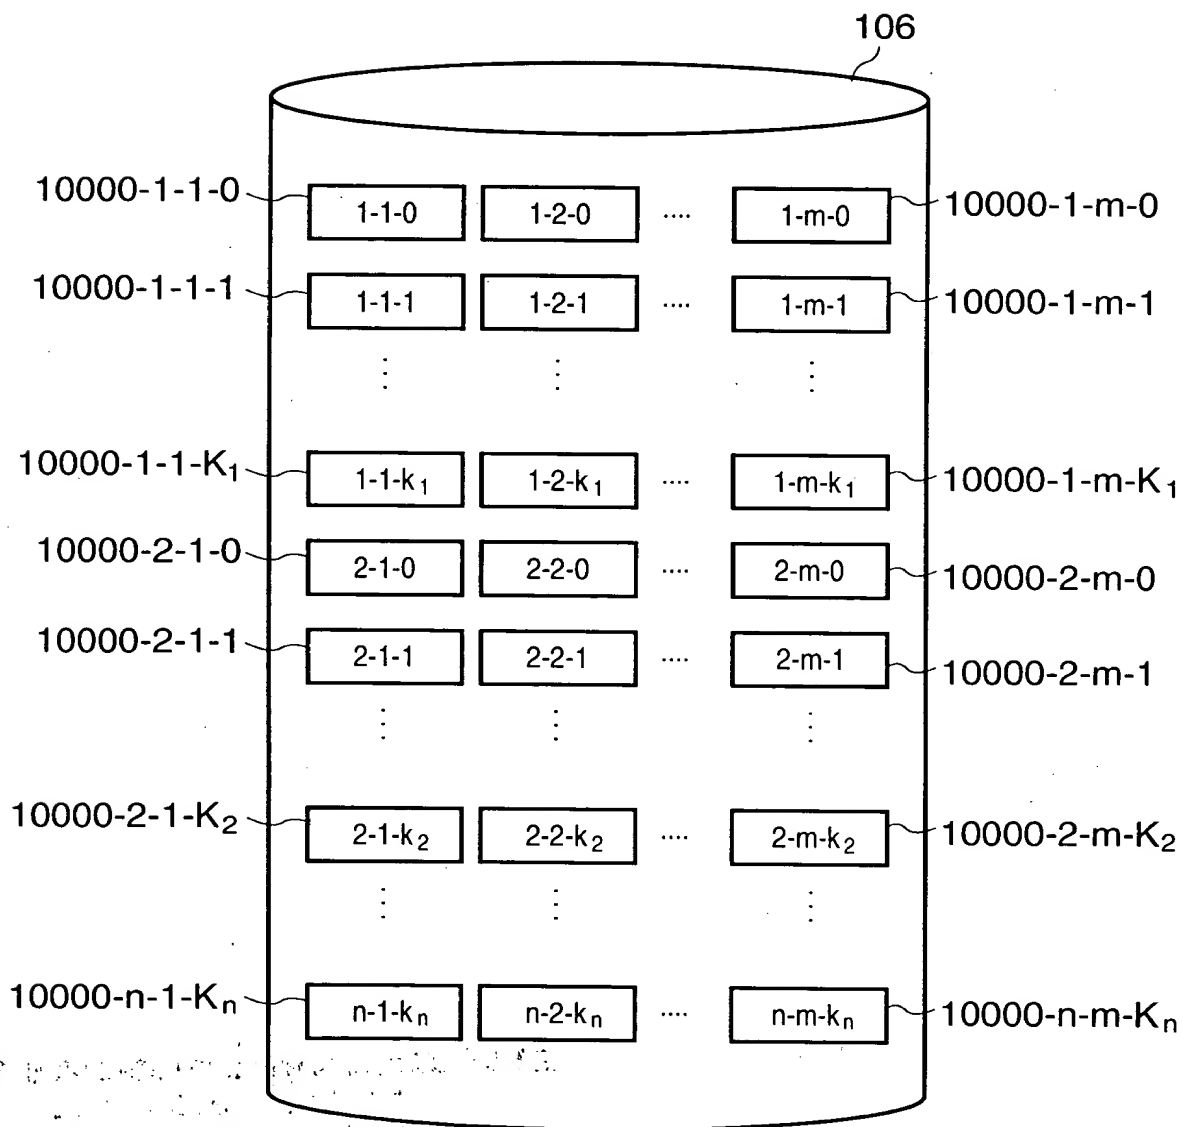 106
10000-1-1-0 1-1-0 1-2-0 .... 1-m-0 10000-1-m-0
10000-1-1-1 1-1-1 1-2-1 .... 1-m-1 10000-1-m-1
10000-1-1-K₁ 1-1-k₁ 1-2-k₁ .... 1-m-k₁ 10000-1-m-K₁
10000-2-1-0 2-1-0 2-2-0 .... 2-m-0 10000-2-m-0
10000-2-1-1 2-1-1 2-2-1 .... 2-m-1 10000-2-m-1
10000-2-1-K₂ 2-1-k₂ 2-2-k₂ .... 2-m-k₂ 10000-2-m-K₂
10000-n-1-Kₙ n-1-kₙ n-2-kₙ .... n-m-kₙ 10000-n-m-Kₙ